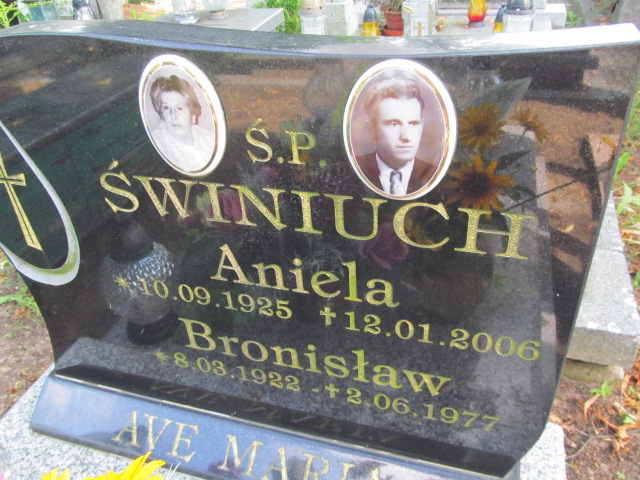 Ś.P.
ŚWINIUCH
Aniela
*10.09.1925 †12.01.2006
Bronisław
*8.03.1922 -†2.06.1977
AVE MARIA